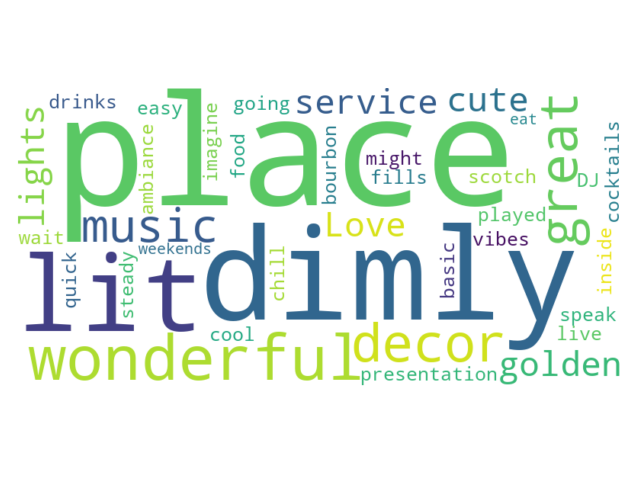 drinks
easy
going
service
cute
eat
lights
place
ambiance
imagine
food
bourbon
might
fills
scotch
great
DJ
cocktails
played
wait
music
Love
vibes
lit
quick
steady
weekends
dimly
chill
basic
inside
wonderful
cool
decor
presentation
golden
speak
live